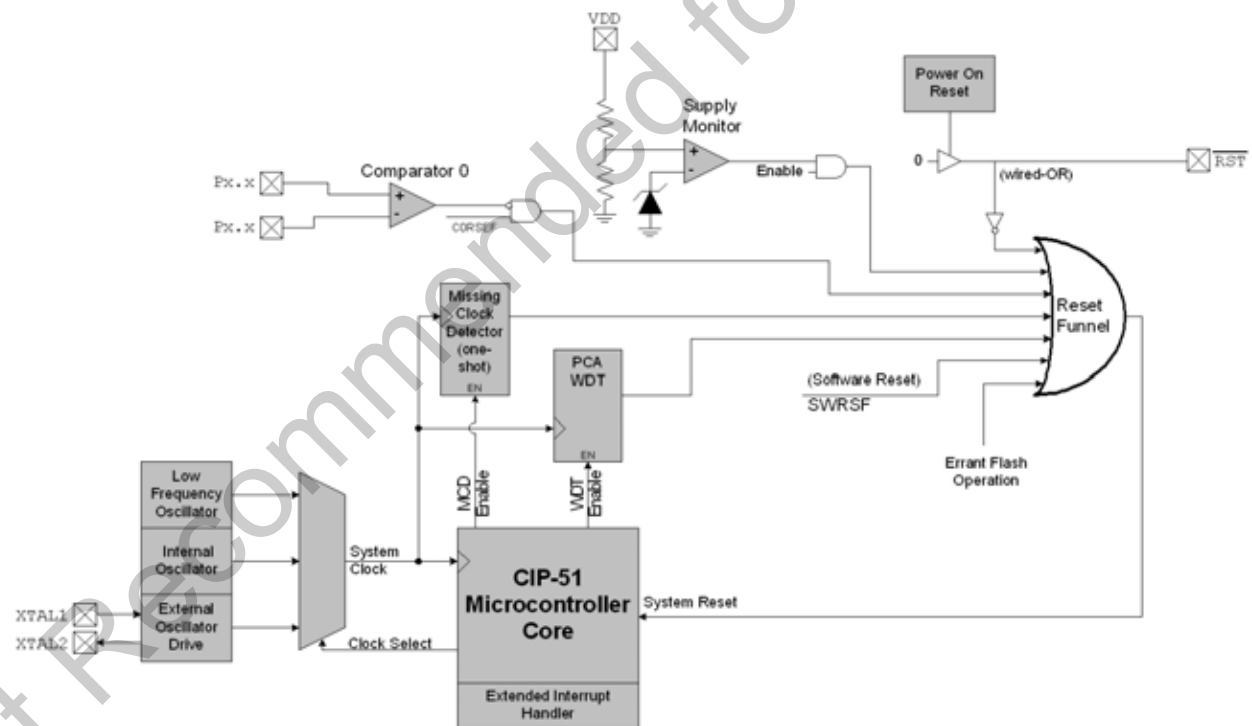 VDD
Power On
Reset
Supply
Monitor
+
-
Enable
0
(wired-OR)
RST
Comparator 0
Px.x
+
-
Px.x
C0RSEF
Missing
Clock
Detector
(one-
shot)
EN
PCA
WDT
EN
Reset
Funnel
(Software Reset)
SWRSF
Errant Flash
Operation
MCD
Enable
WDT
Enable
Low
Frequency
Oscillator
Internal
Oscillator
External
Oscillator
Drive
XTAL1
XTAL2
System
Clock
Clock Select
CIP-51
Microcontroller
Core
System Reset
Extended Interrupt
Handler
t Recommended fo